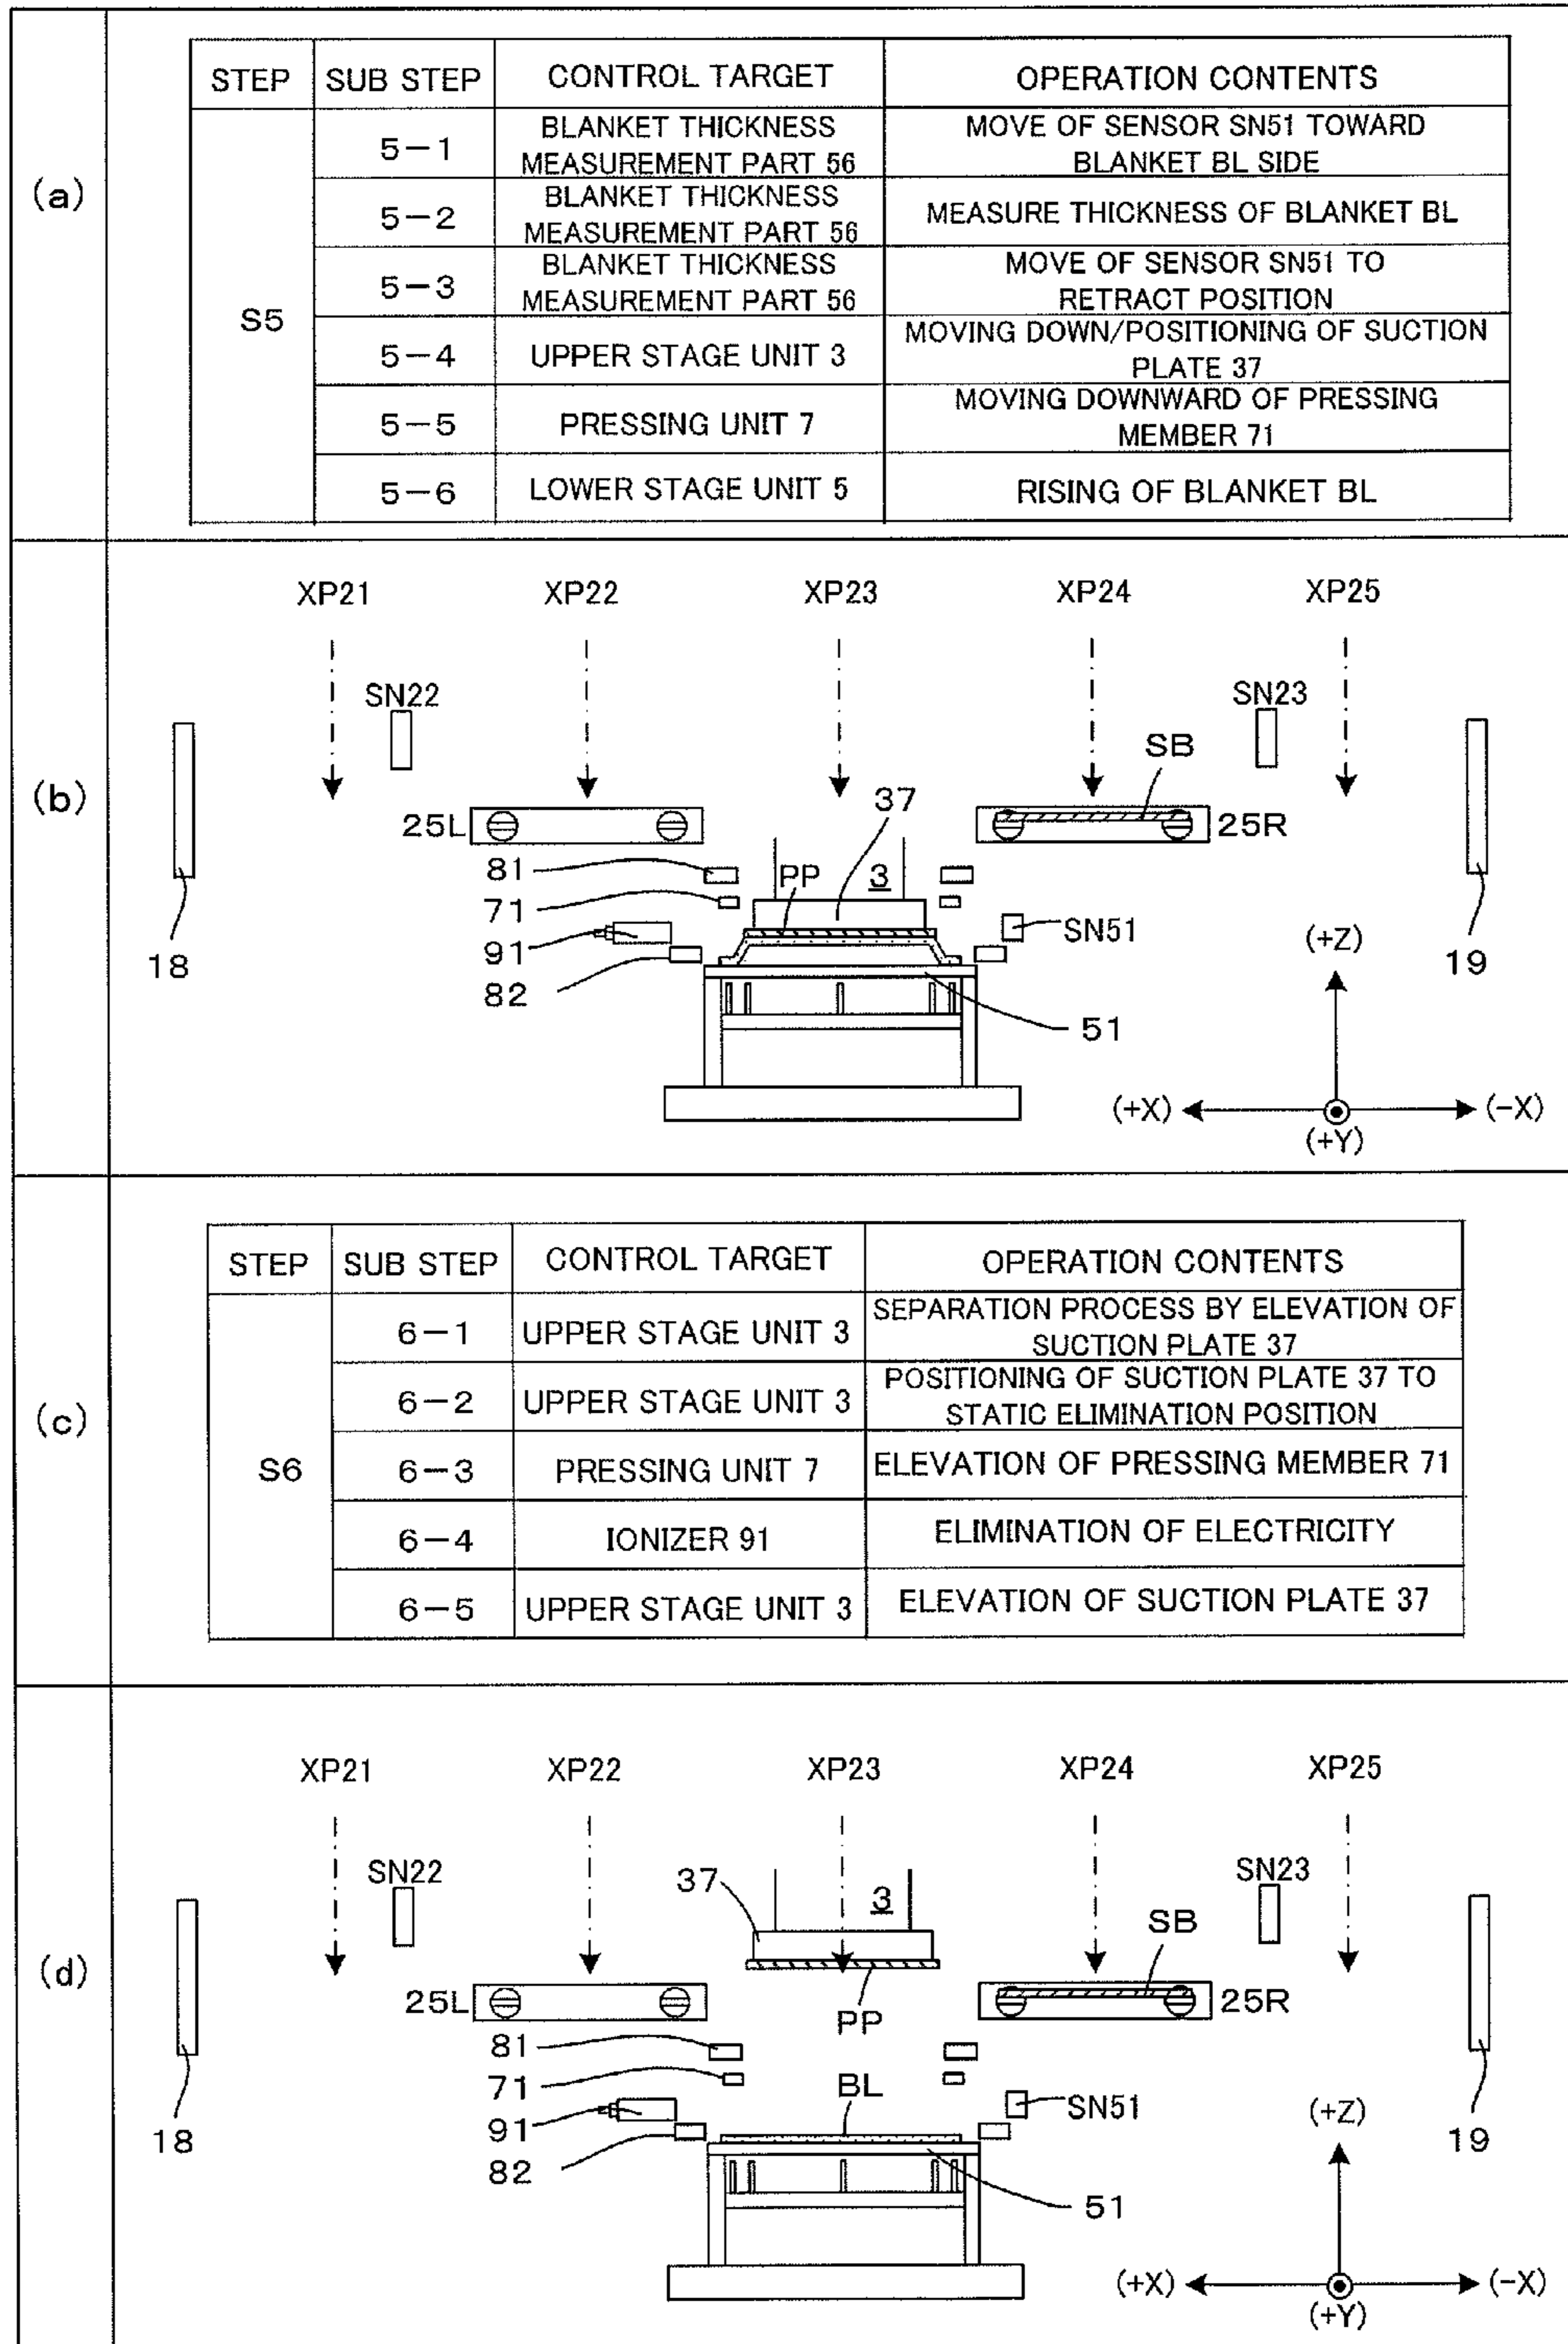 (a)
STEP SUB STEP CONTROL TARGET OPERATION CONTENTS
S5
5-1 BLANKET THICKNESS MEASUREMENT PART 56 MOVE OF SENSOR SN51 TOWARD BLANKET BL SIDE
5-2 BLANKET THICKNESS MEASUREMENT PART 56 MEASURE THICKNESS OF BLANKET BL
5-3 BLANKET THICKNESS MEASUREMENT PART 56 MOVE OF SENSOR SN51 TO RETRACT POSITION
5-4 UPPER STAGE UNIT 3 MOVING DOWN/POSITIONING OF SUCTION PLATE 37
5-5 PRESSING UNIT 7 MOVING DOWNWARD OF PRESSING MEMBER 71
5-6 LOWER STAGE UNIT 5 RISING OF BLANKET BL
(b)
XP21 XP22 XP23 XP24 XP25
SN22 SN23
SB
37
25L 25R
81 PP 3
71
91 SN51
18 82 (+Z) 19
51
(+X) (-X)
(+Y)
(c)
STEP SUB STEP CONTROL TARGET OPERATION CONTENTS
S6
6-1 UPPER STAGE UNIT 3 SEPARATION PROCESS BY ELEVATION OF SUCTION PLATE 37
6-2 UPPER STAGE UNIT 3 POSITIONING OF SUCTION PLATE 37 TO STATIC ELIMINATION POSITION
6-3 PRESSING UNIT 7 ELEVATION OF PRESSING MEMBER 71
6-4 IONIZER 91 ELIMINATION OF ELECTRICITY
6-5 UPPER STAGE UNIT 3 ELEVATION OF SUCTION PLATE 37
(d)
XP21 XP22 XP23 XP24 XP25
SN22 37 3 SN23
SB
25L PP 25R
81
71 BL
91 SN51
18 82 (+Z) 19
51
(+X) (-X)
(+Y)